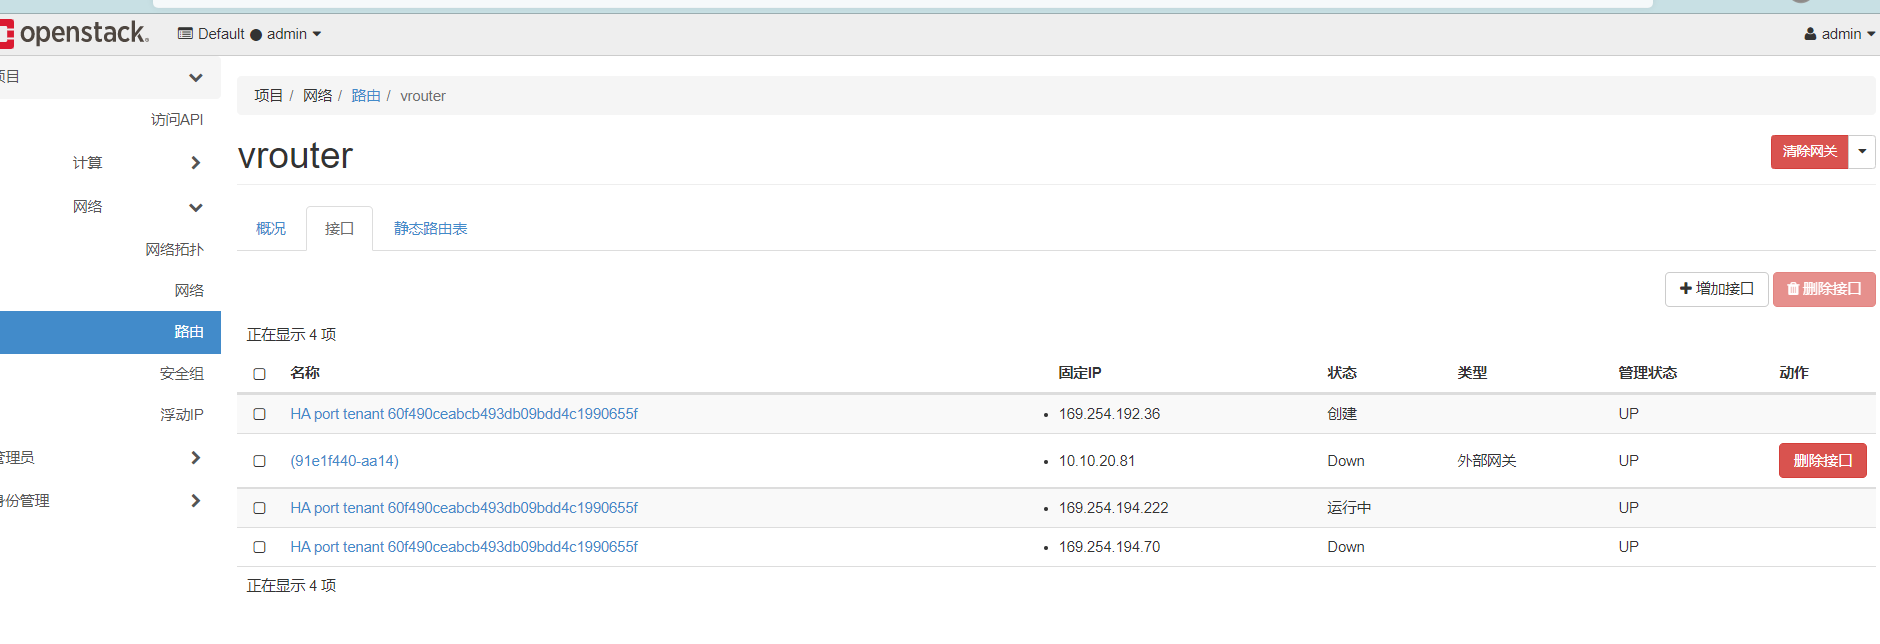 openstack.
Default admin
admin
项目
项目 / 网络 / 路由 / vrouter
访问API
计算
网络
网络拓扑
网络
路由
安全组
浮动IP
管理员
身份管理
vrouter
清除网关
概况 接口 静态路由表
增加接口 删除接口
正在显示 4 项
名称 固定IP 状态 类型 管理状态 动作
HA port tenant 60f490ceabcb493db09bdd4c1990655f • 169.254.192.36 创建 UP
(91e1f440-aa14) • 10.10.20.81 Down 外部网关 UP 删除接口
HA port tenant 60f490ceabcb493db09bdd4c1990655f • 169.254.194.222 运行中 UP
HA port tenant 60f490ceabcb493db09bdd4c1990655f • 169.254.194.70 Down UP
正在显示 4 项